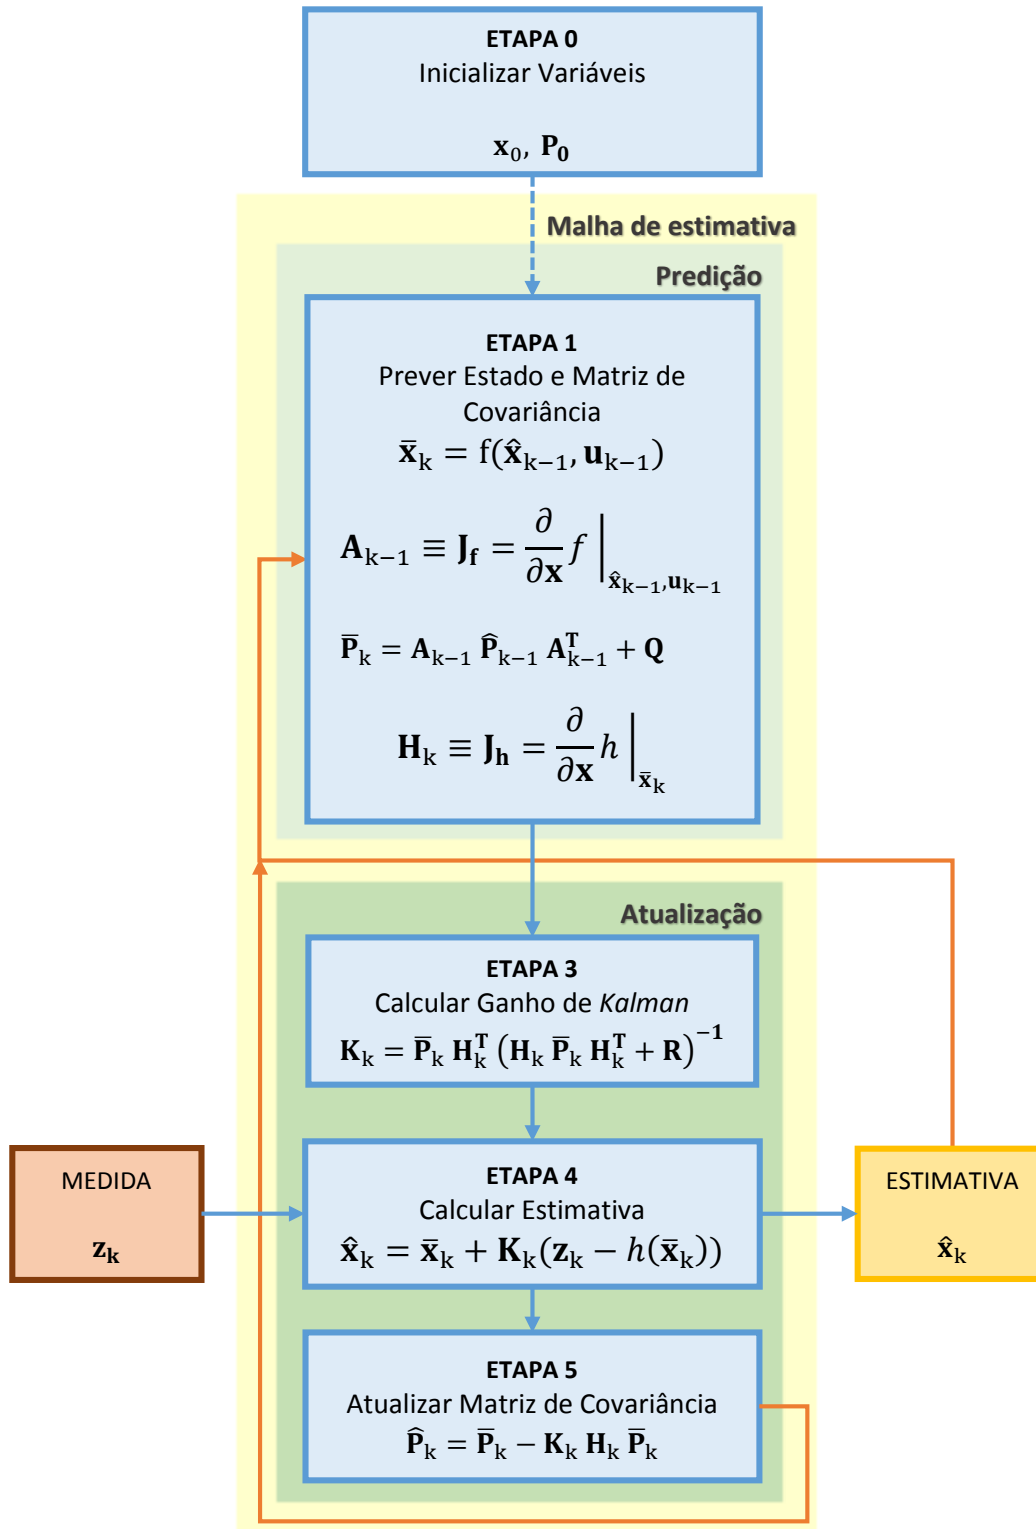 ETAPA 0
Inicializar Variáveis
x₀, P₀
Malha de estimativa
Predição
ETAPA 1
Prever Estado e Matriz de
Covariância
x̄ₖ = f(x̂ₖ₋₁, uₖ₋₁)
Aₖ₋₁ ≡ J_f = ∂/∂x f |x̂ₖ₋₁,uₖ₋₁
P̄ₖ = Aₖ₋₁ P̂ₖ₋₁ Aᵀₖ₋₁ + Q
Hₖ ≡ J_h = ∂/∂x h |x̄ₖ
Atualização
ETAPA 3
Calcular Ganho de Kalman
Kₖ = P̄ₖ Hₖᵀ (Hₖ P̄ₖ Hₖᵀ + R)⁻¹
MEDIDA
zₖ
ETAPA 4
Calcular Estimativa
x̂ₖ = x̄ₖ + Kₖ(zₖ − h(x̄ₖ))
ESTIMATIVA
x̂ₖ
ETAPA 5
Atualizar Matriz de Covariância
P̂ₖ = P̄ₖ − Kₖ Hₖ P̄ₖ